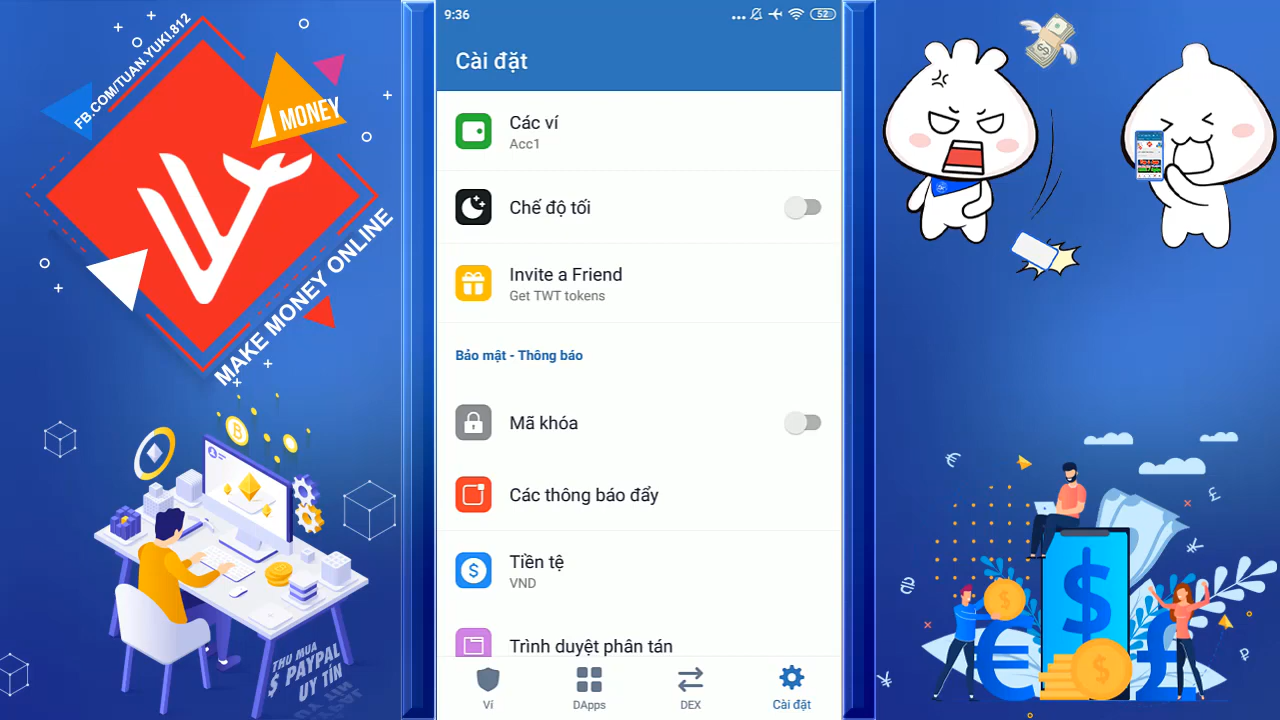 FB.COM/TUAN.YUKI.812
MONEY
MAKE MONEY ONLINE
THU MUA
$ PAYPAL
UY TÍN
9:36
52
Cài đặt
Các ví
Acc1
Chế độ tối
Invite a Friend
Get TWT tokens
Bảo mật - Thông báo
Mã khóa
Các thông báo đẩy
Tiền tệ
VND
Trình duyệt phân tán
Ví
DApps
DEX
Cài đặt